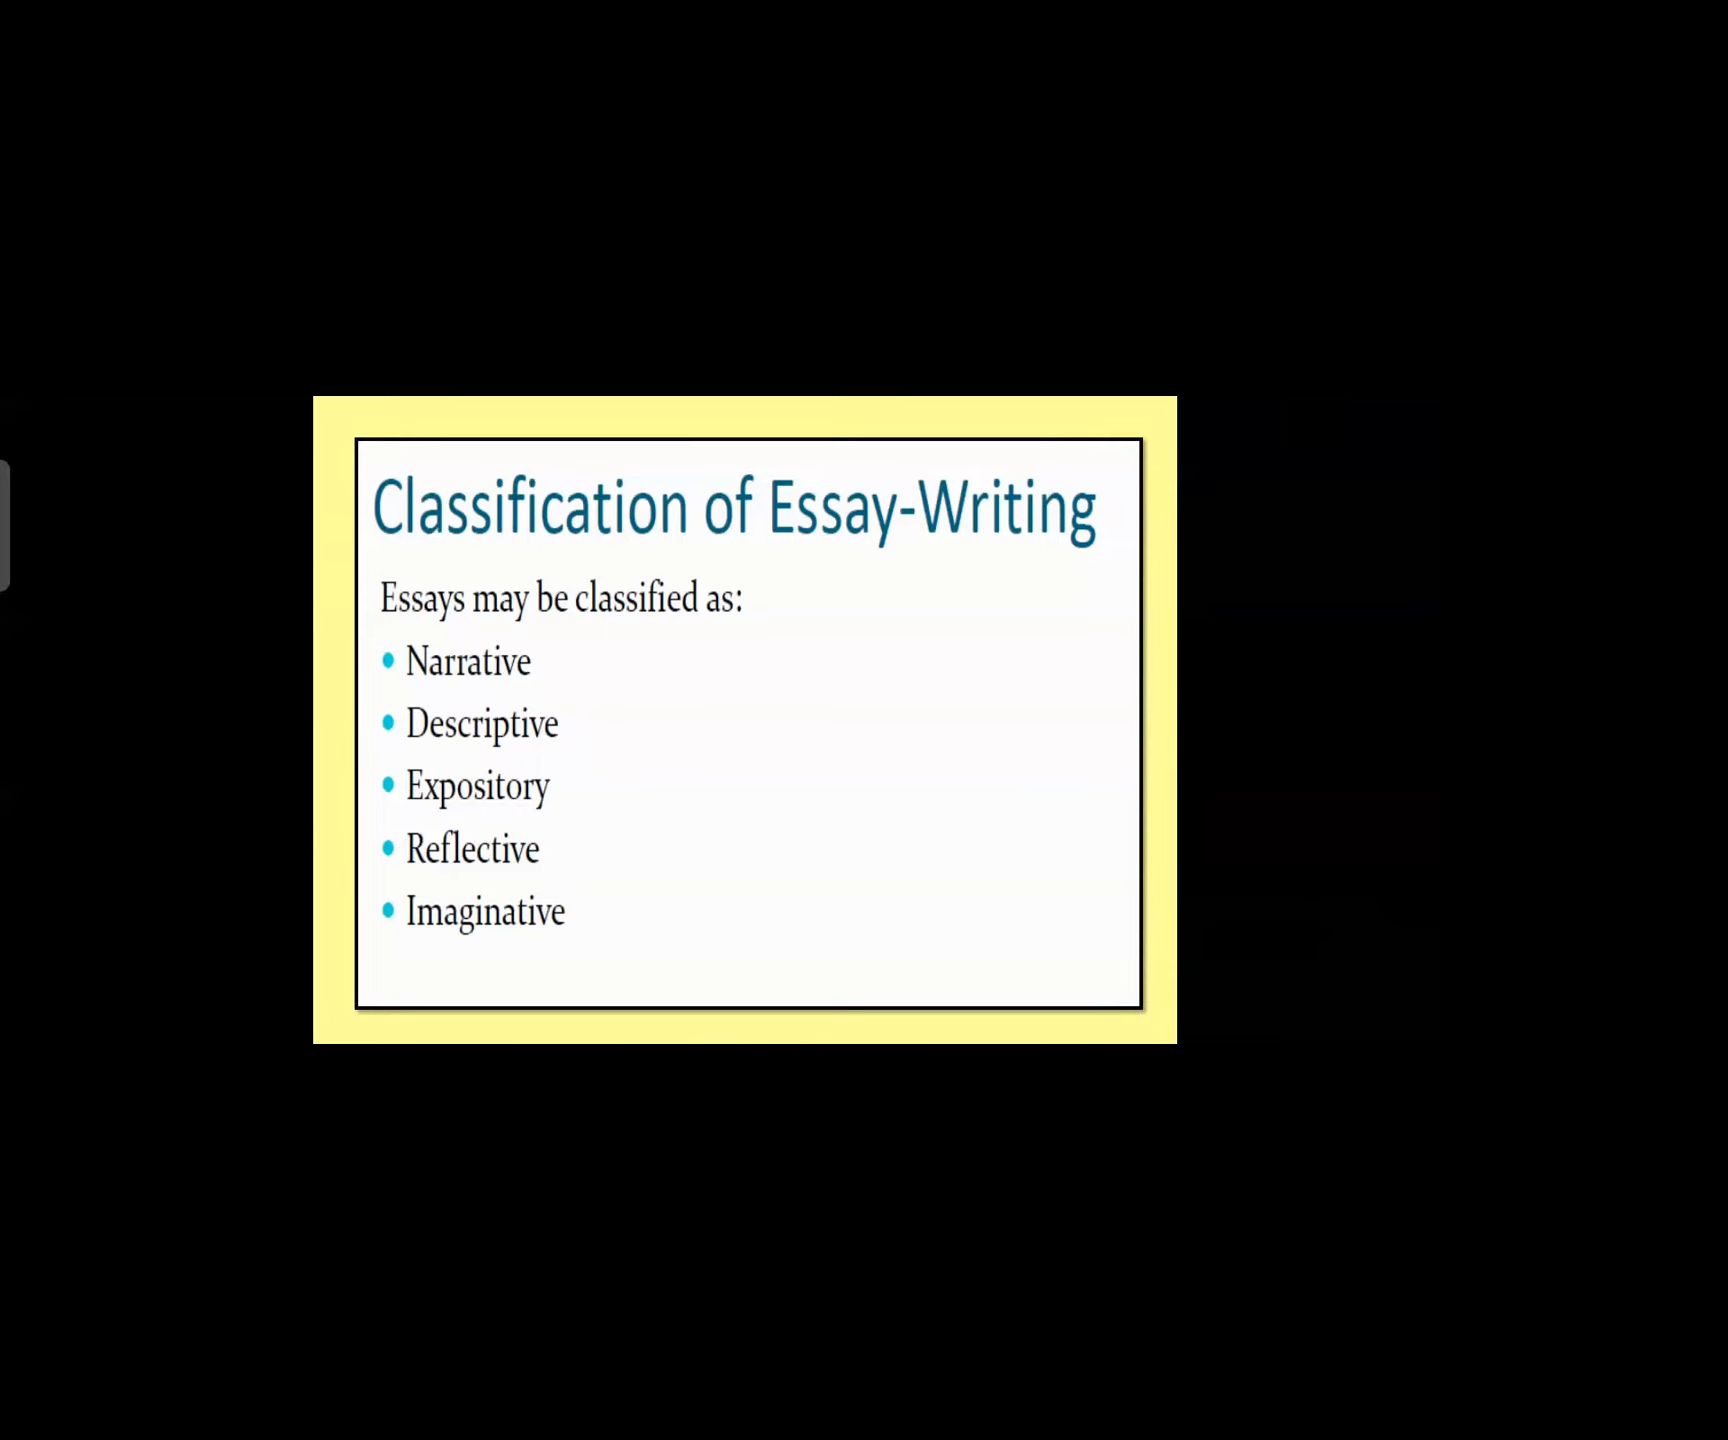 Classification of Essay-Writing
Essays may be classified as:
• Narrative
• Descriptive
• Expository
• Reflective
• Imaginative